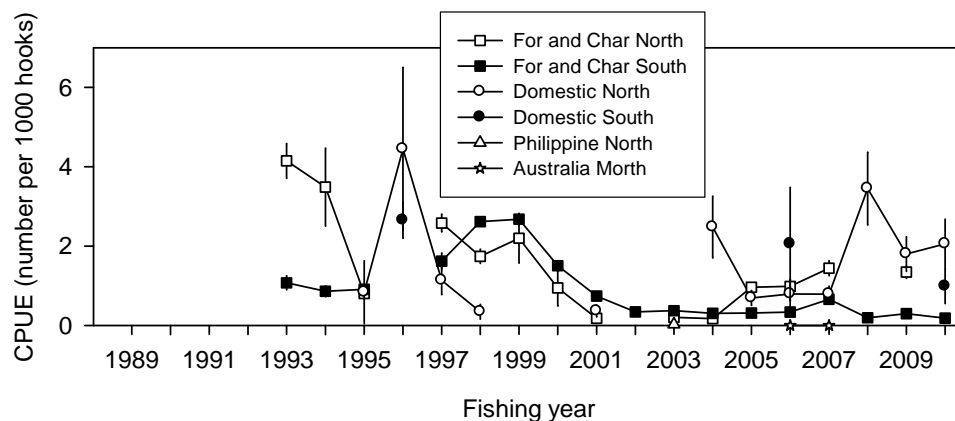 For and Char North
For and Char South
Domestic North
Domestic South
Philippine North
Australia Morth
CPUE (number per 1000 hooks)
6
4
2
0
1989 1991 1993 1995 1997 1999 2001 2003 2005 2007 2009
Fishing year